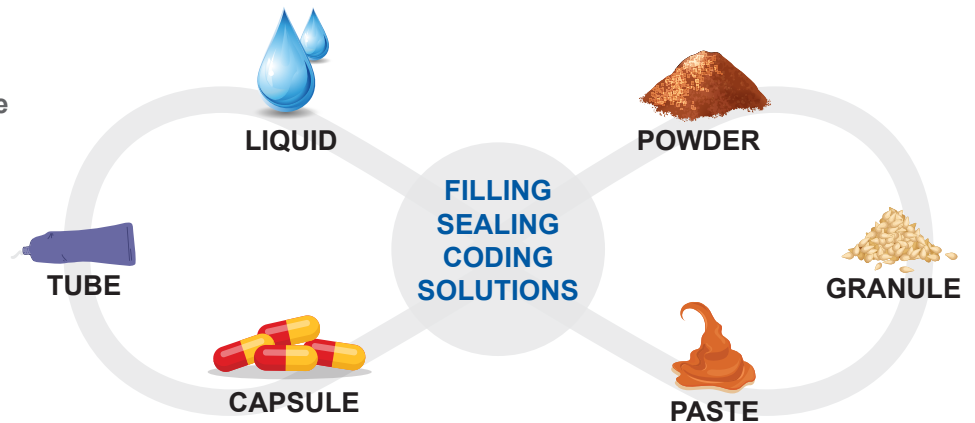 e
LIQUID
POWDER
FILLING
SEALING
CODING
SOLUTIONS
TUBE
GRANULE
CAPSULE
PASTE